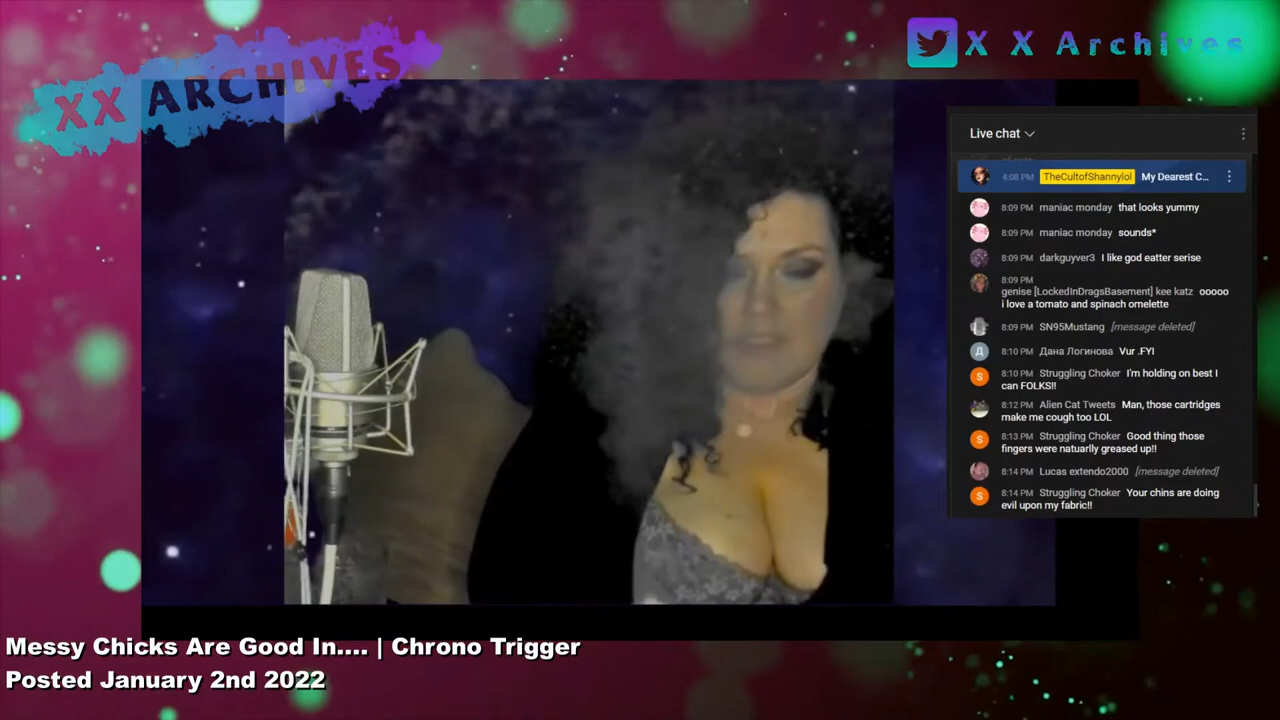 XX ARCHIVES
X X Archives
Live chat
4:08 PM TheCultofShannylol My Dearest C...
8:09 PM maniac monday that looks yummy
8:09 PM maniac monday sounds*
8:09 PM darkguyver3 I like god eatter serise
8:09 PM
genise [LockedInDragsBasement] kee katz ooooo
i love a tomato and spinach omelette
8:09 PM SN95Mustang [message deleted]
Д 8:10 PM Дана Логинова Vur .FYI
S 8:10 PM Struggling Choker I'm holding on best I
can FOLKS!!
8:12 PM Alien Cat Tweets Man, those cartridges
make me cough too LOL
S 8:13 PM Struggling Choker Good thing those
fingers were natuarlly greased up!!
8:14 PM Lucas extendo2000 [message deleted]
S 8:14 PM Struggling Choker Your chins are doing
evil upon my fabric!!
Messy Chicks Are Good In.... | Chrono Trigger
Posted January 2nd 2022